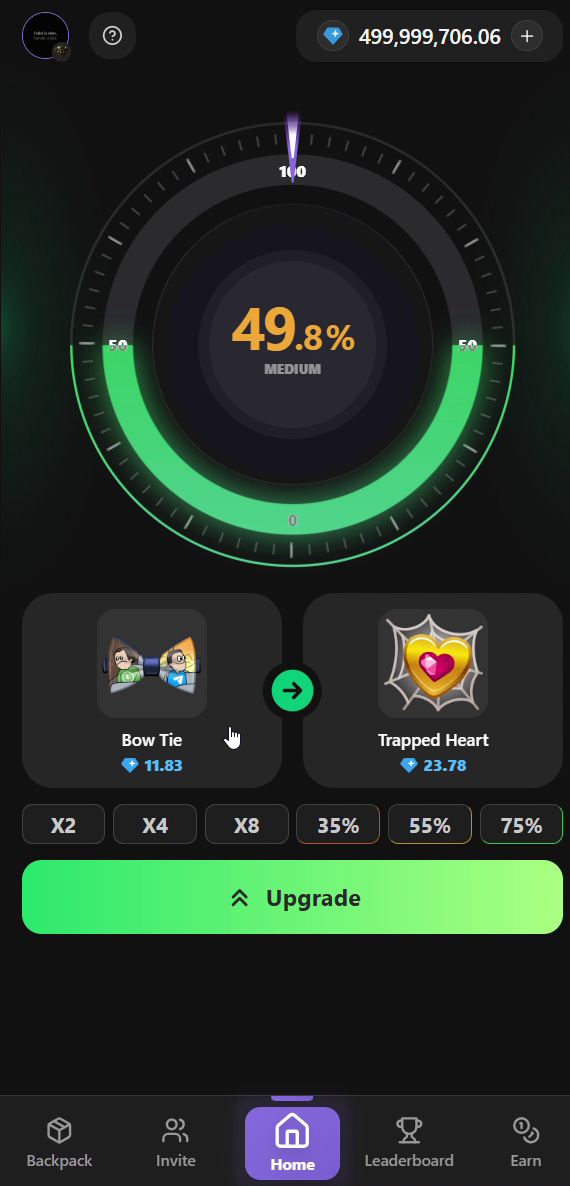 499,999,706.06
100
50
50
49.8%
MEDIUM
0
Bow Tie
11.83
Trapped Heart
23.78
X2
X4
X8
35%
55%
75%
Upgrade
Backpack
Invite
Home
Leaderboard
Earn